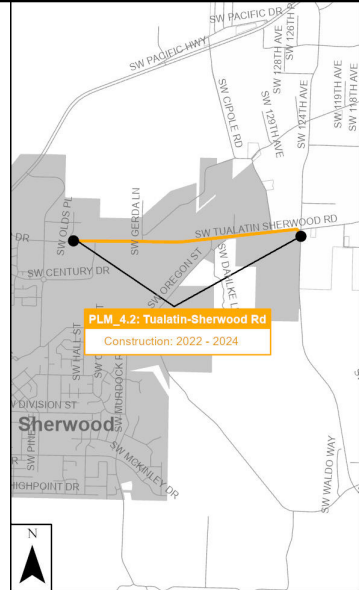 SW PACIFIC DR
SW 126TH
SW 128TH AVE
SW PACIFIC HWY
SW CIPOLE RD
SW 129TH AVE
SW 124TH AVE
SW 119TH AVE
SW 118TH AVE
SW OLDS PL
SW GERDA LN
SW TUALATIN SHERWOOD RD
DR
SW CENTURY DR
SW OREGON ST
SW DAHLKE L
PLM_4.2: Tualatin-Sherwood Rd
Construction: 2022 - 2024
SW HALL ST
SW MURDOCK R
W DIVISION ST
Sherwood
SW PINE
SW MCKINLEY DR
SW WALDO WAY
HIGHPOINT DR
N